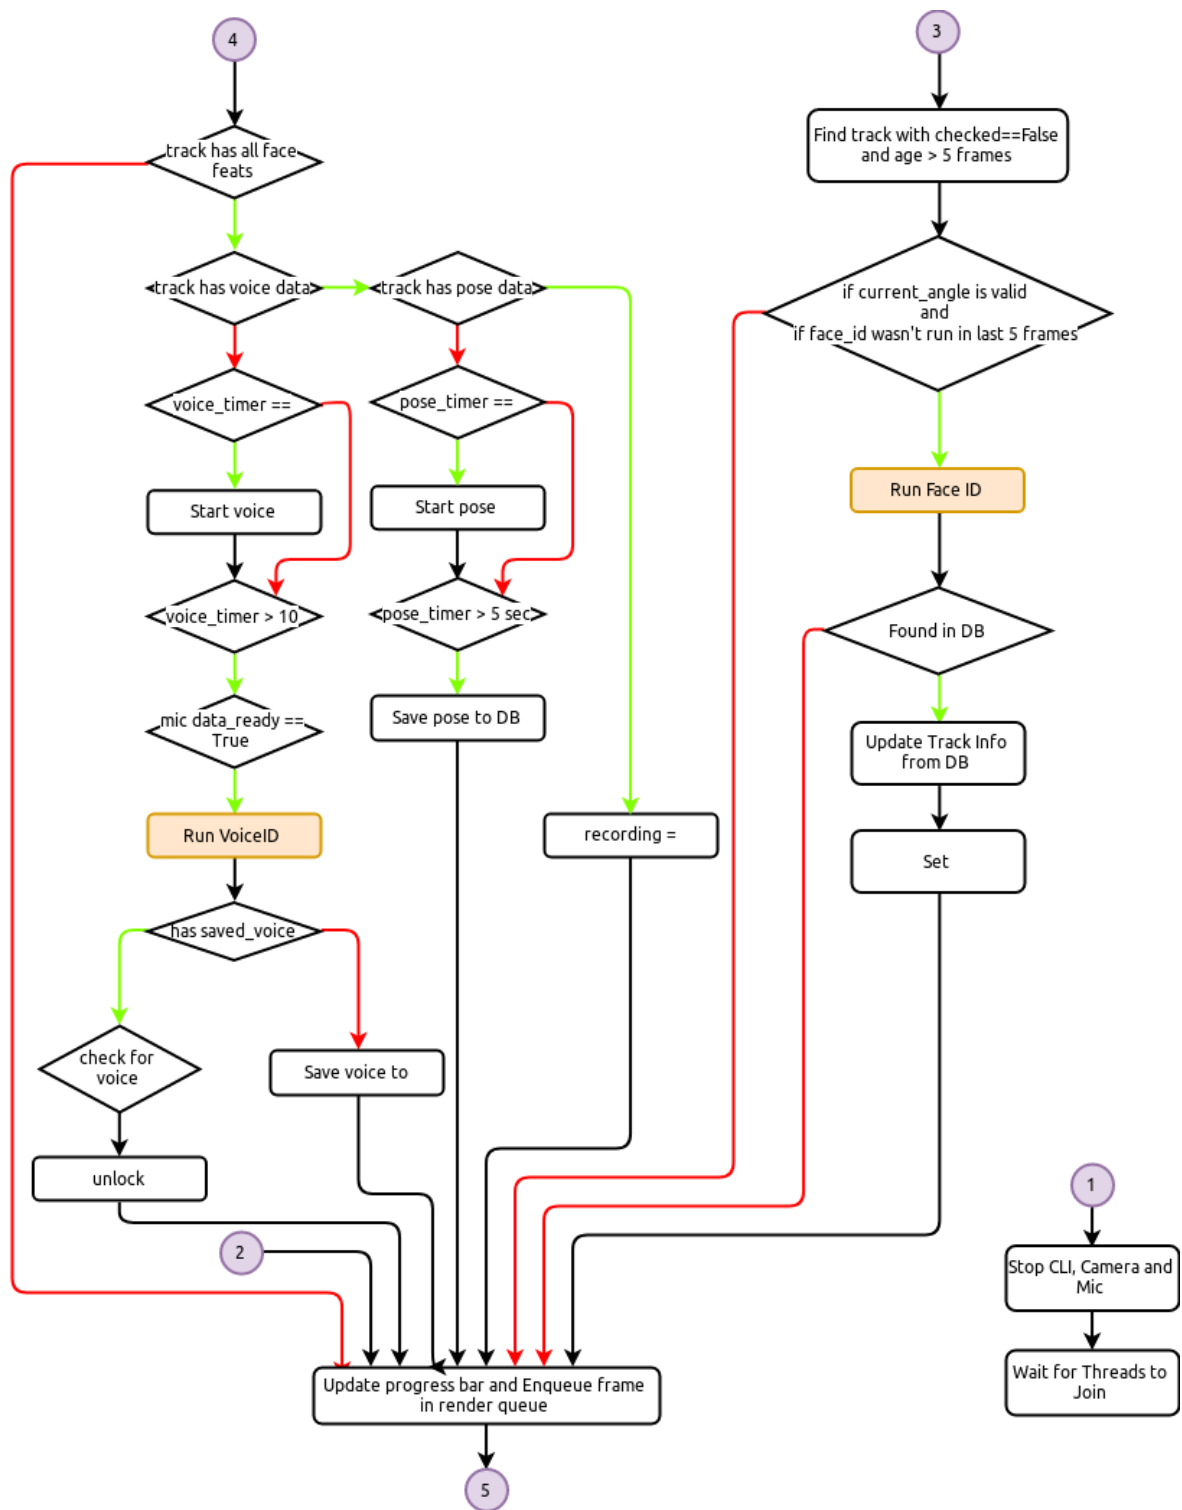 4
3
track has all face
feats
Find track with checked==False
and age > 5 frames
track has voice data
track has pose data
if current_angle is valid
and
if face_id wasn't run in last 5 frames
voice_timer ==
pose_timer ==
Start voice
Start pose
Run Face ID
voice_timer > 10
pose_timer > 5 sec
Found in DB
mic data_ready ==
True
Save pose to DB
Update Track Info
from DB
Run VoiceID
recording =
Set
has saved_voice
check for
voice
Save voice to
unlock
1
2
Stop CLI, Camera and
Mic
Update progress bar and Enqueue frame
in render queue
Wait for Threads to
Join
5